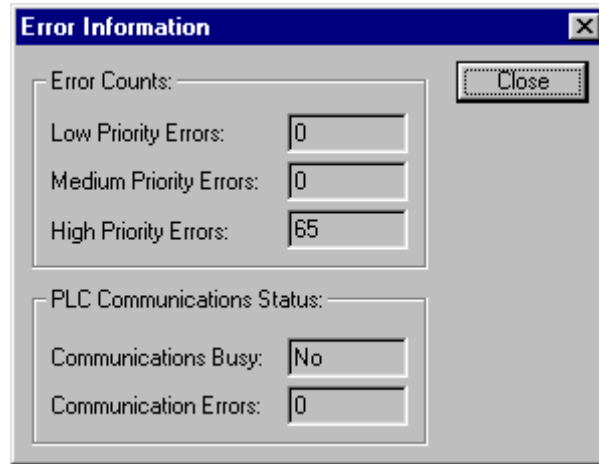 Error Information
Error Counts:
Close
Low Priority Errors: 0
Medium Priority Errors: 0
High Priority Errors: 65
PLC Communications Status:
Communications Busy: No
Communication Errors: 0